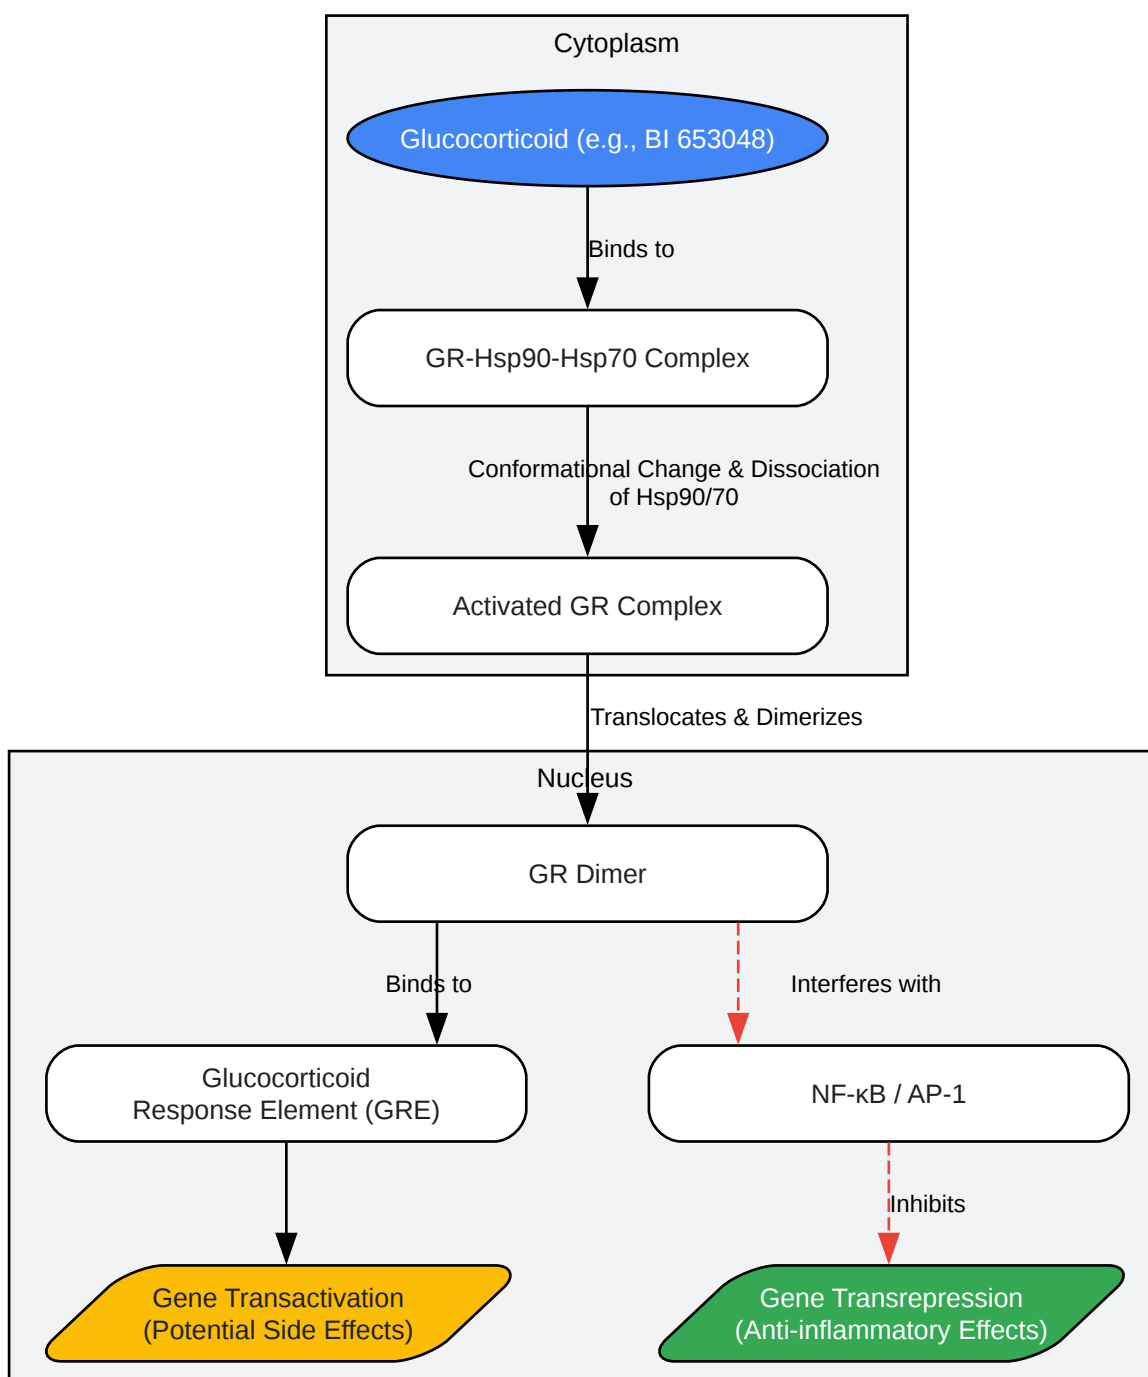 Cytoplasm
Glucocorticoid (e.g., BI 653048)
Binds to
GR-Hsp90-Hsp70 Complex
Conformational Change & Dissociation
of Hsp90/70
Activated GR Complex
Translocates & Dimerizes
Nucleus
GR Dimer
Binds to
Interferes with
Glucocorticoid
Response Element (GRE)
NF-κB / AP-1
Inhibits
Gene Transactivation
(Potential Side Effects)
Gene Transrepression
(Anti-inflammatory Effects)